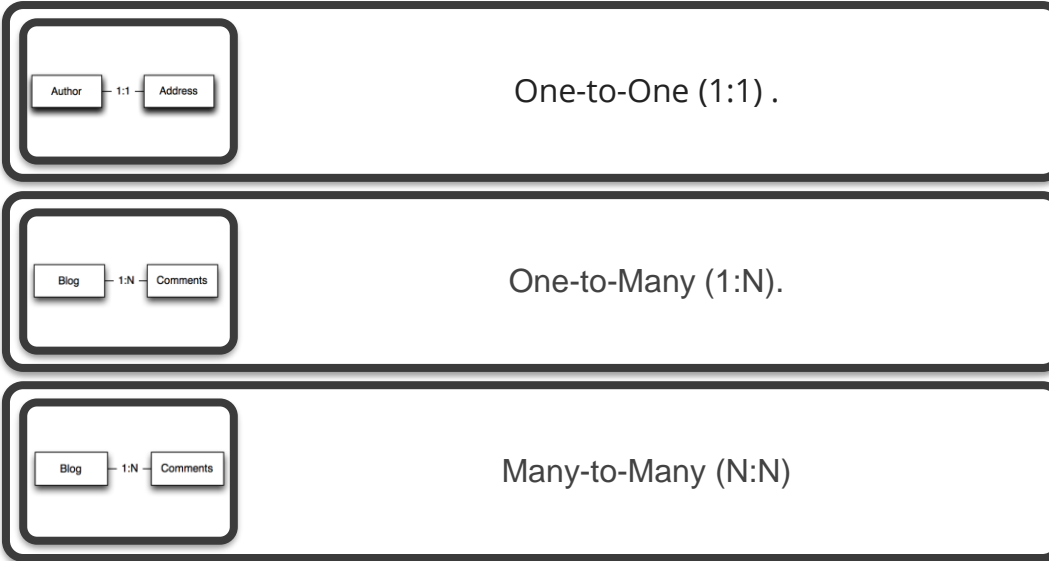 Author 1:1 Address
One-to-One (1:1) .
Blog 1:N Comments
One-to-Many (1:N).
Blog 1:N Comments
Many-to-Many (N:N)